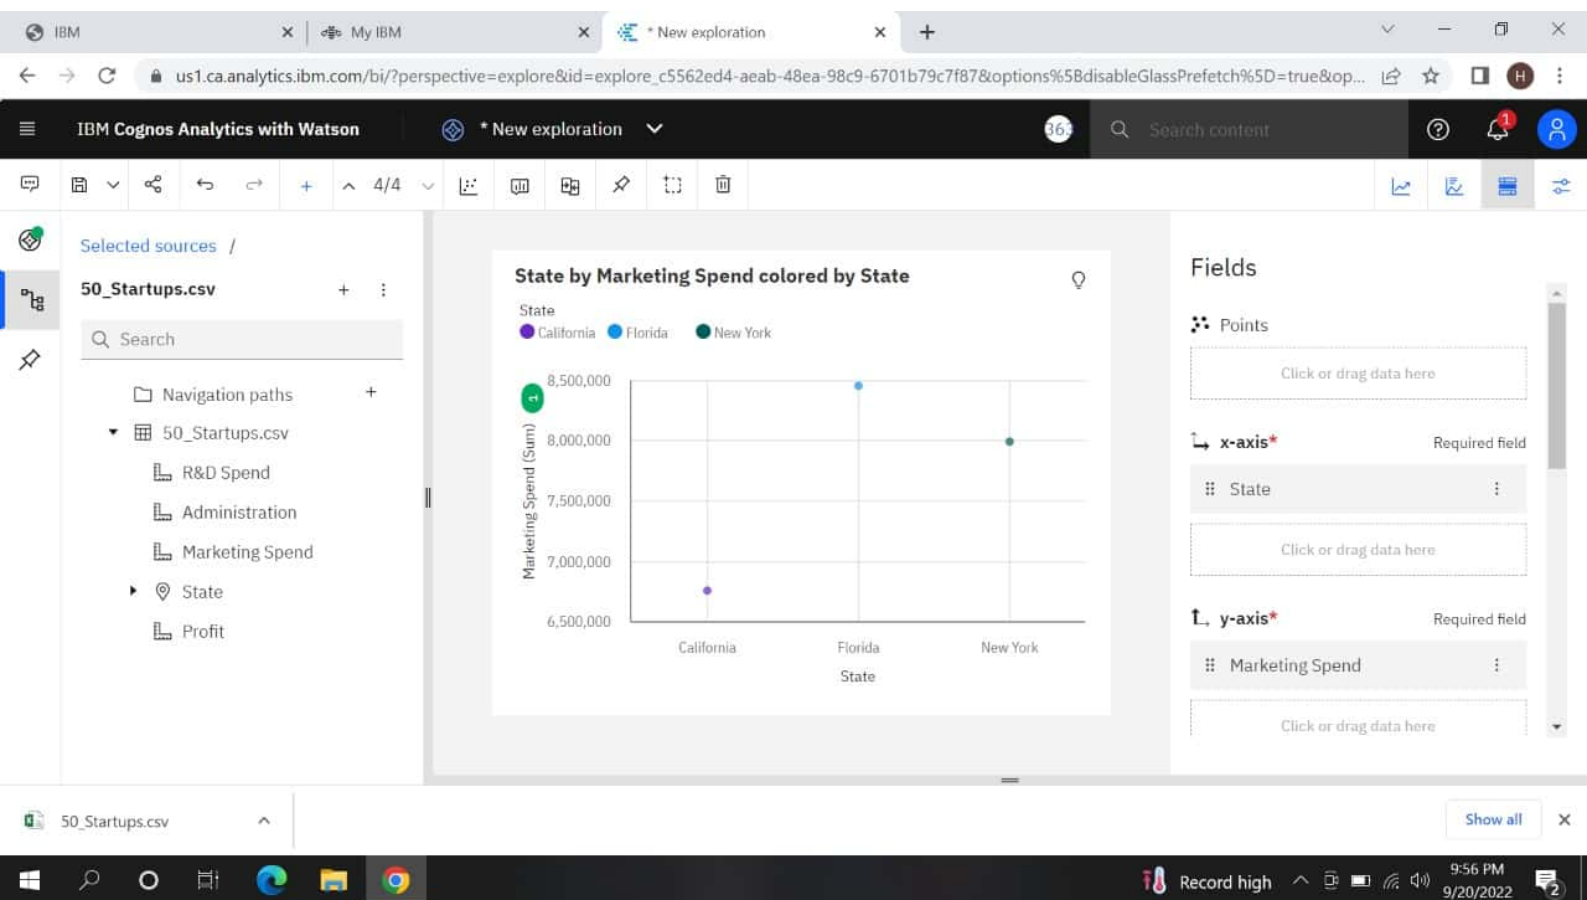 IBM
My IBM
* New exploration
us1.ca.analytics.ibm.com/bi/?perspective=explore&id=explore_c5562ed4-aeab-48ea-98c9-6701b79c7f87&options%5BdisableGlassPrefetch%5D=true&op...
H
IBM Cognos Analytics with Watson
* New exploration
363
Search content
1
4/4
Selected sources /
50_Startups.csv
Search
Navigation paths
50_Startups.csv
R&D Spend
Administration
Marketing Spend
State
Profit
State by Marketing Spend colored by State
State
California
Florida
New York
1
Marketing Spend (Sum)
8,500,000
8,000,000
7,500,000
7,000,000
6,500,000
California
Florida
New York
State
Fields
Points
Click or drag data here
x-axis* Required field
State
Click or drag data here
y-axis* Required field
Marketing Spend
Click or drag data here
50_Startups.csv
Show all
Record high
9:56 PM
9/20/2022
2